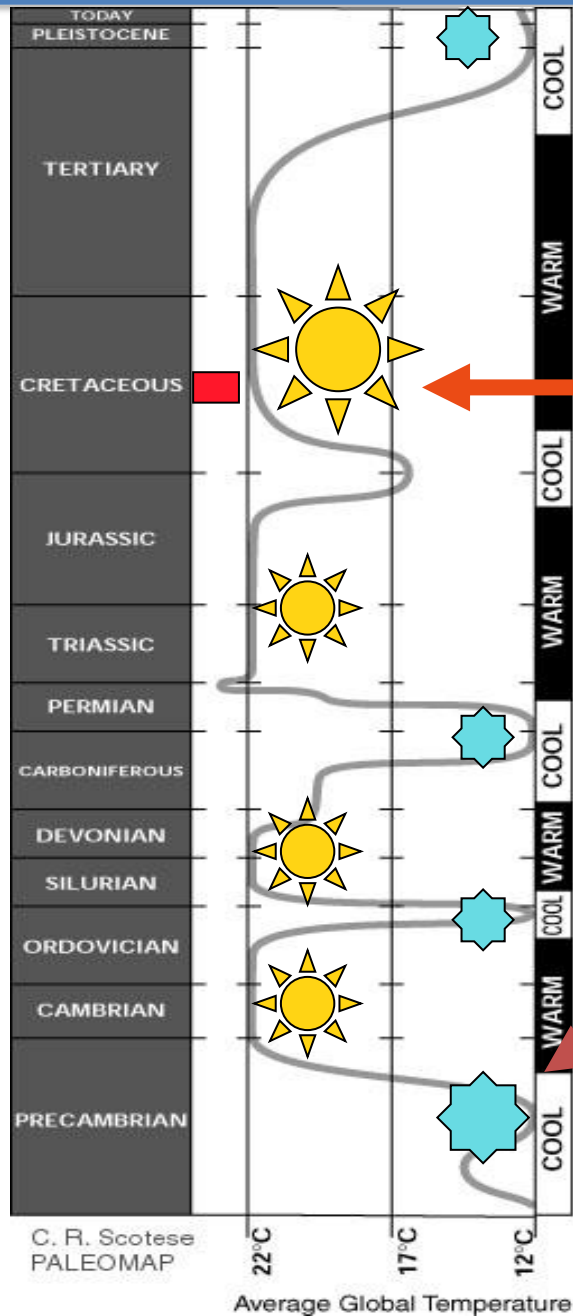 TODAY
PLEISTOCENE
TERTIARY
CRETACEOUS
JURASSIC
TRIASSIC
PERMIAN
CARBONIFEROUS
DEVONIAN
SILURIAN
ORDOVICIAN
CAMBRIAN
PRECAMBRIAN
COOL
WARM
COOL
WARM
COOL
WARM
COOL
WARM
COOL
C. R. Scotese
PALEOMAP
22°C
17°C
12°C
Average Global Temperature